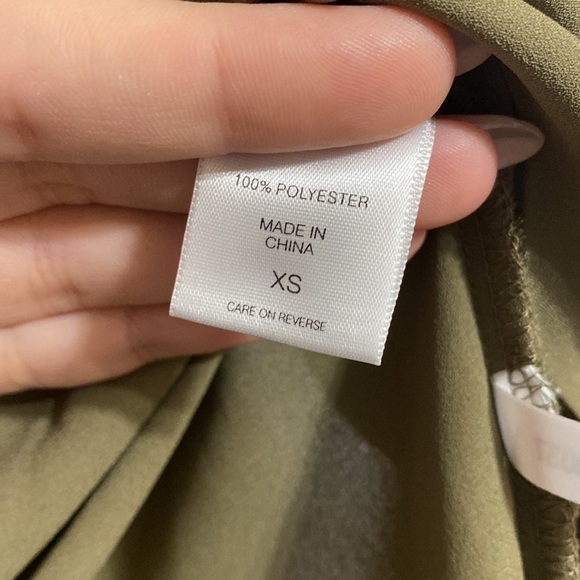 100% POLYESTER
MADE IN
CHINA
XS
CARE ON REVERSE